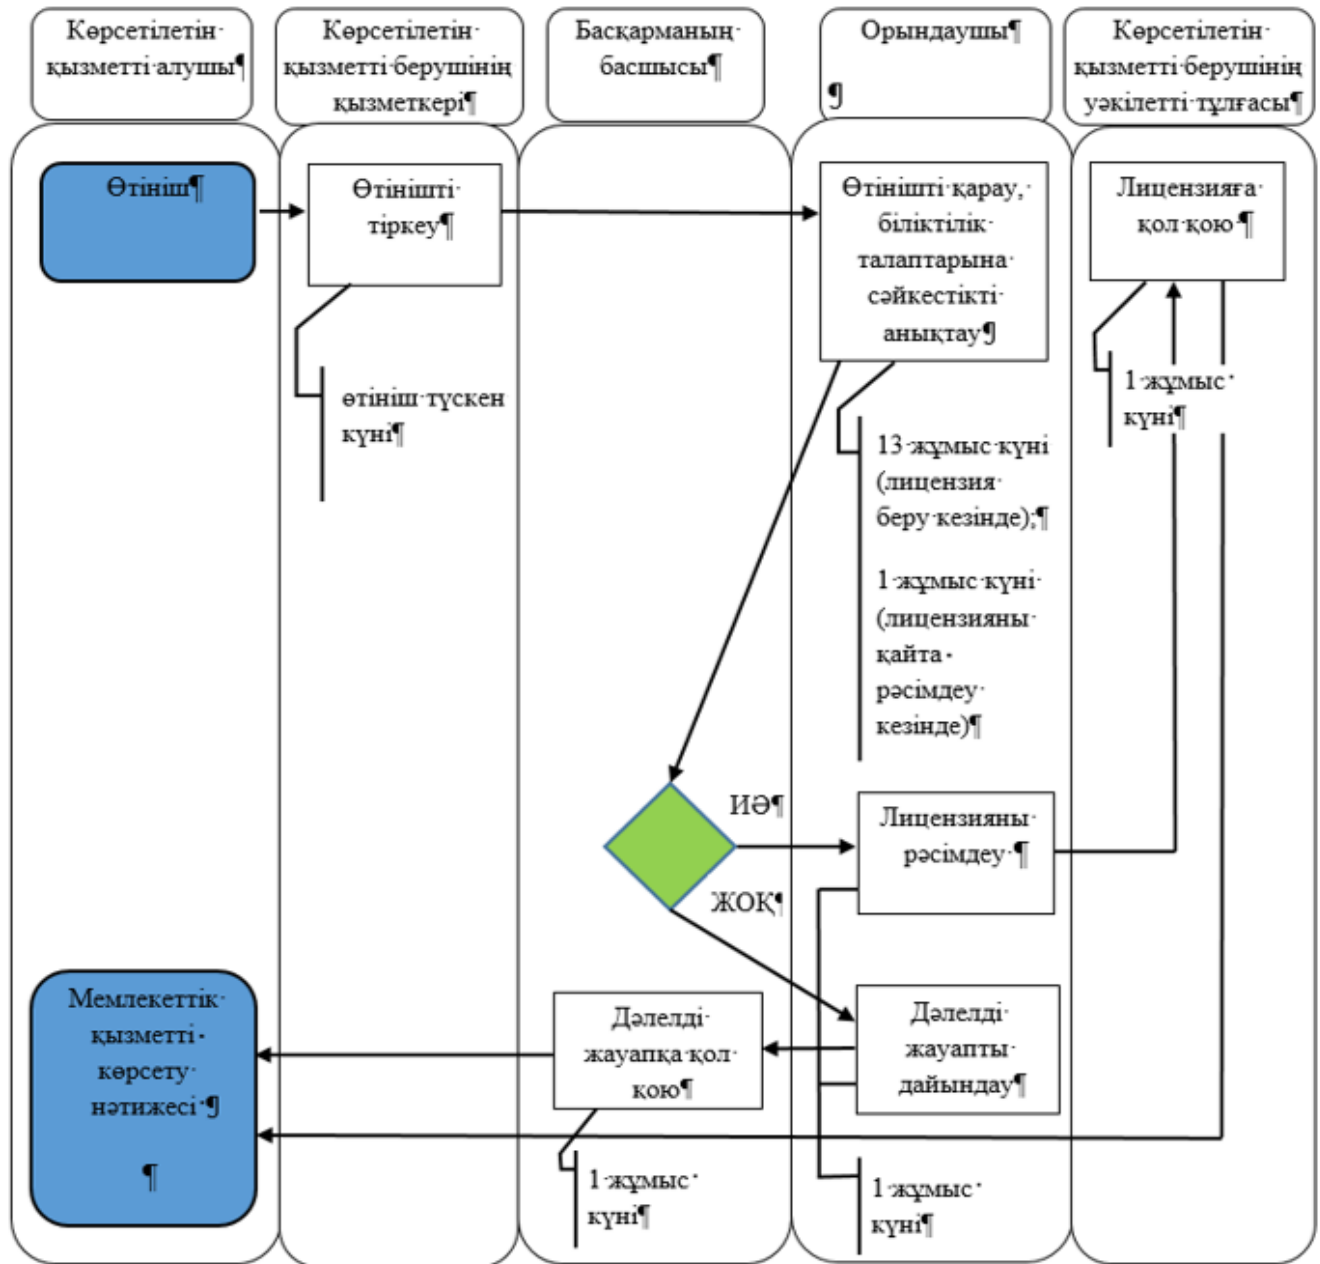 Көрсетілетін·
қызметті·алушы¶
Көрсетілетін·
қызметті·берушінің
қызметкері¶
Басқарманың·
басшысы¶
Орындаушы¶
¶
Көрсетілетін
қызметті·берушінің
уәкілетті·тұлғасы¶
Өтініш¶
Өтінішті·
тіркеу¶
Өтінішті·қарау,·
біліктілік·
талаптарына·
сәйкестікті·
анықтау¶
Лицензияға·
қол·қою·¶
өтініш·түскен
күні¶
1·жұмыс·
күні¶
13·жұмыс·күні
(лицензия·
беру·кезінде);¶
1·жұмыс·күні·
(лицензияны·
қайта·
рәсімдеу·
кезінде)¶
ИӘ¶
Лицензияны·
рәсімдеу·¶
ЖОҚ¶
Мемлекеттік·
қызметті·
көрсету·
нәтижесі·¶
¶
Дәлелді·
жауапқа·қол·
қою¶
Дәлелді·
жауапты·
дайындау¶
1·жұмыс·
күні¶
1·жұмыс·
күні¶